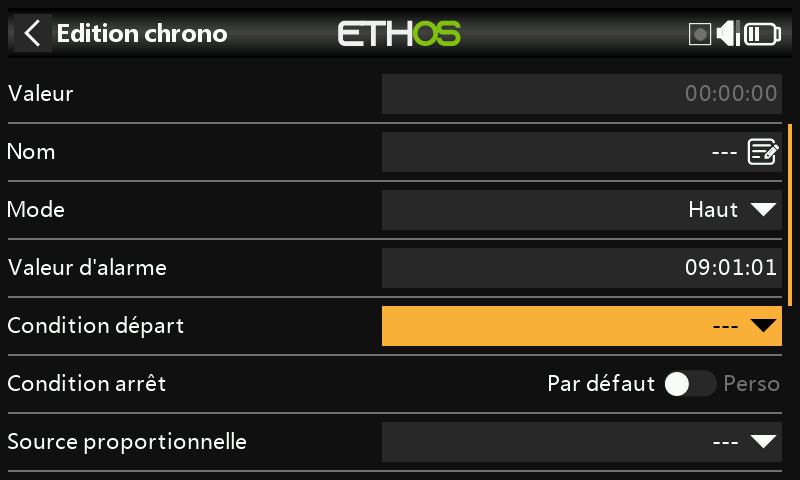 Edition chrono
ETHOS
Valeur 00:00:00
Nom ---
Mode Haut
Valeur d'alarme 09:01:01
Condition départ ---
Condition arrêt Par défaut Perso
Source proportionnelle ---